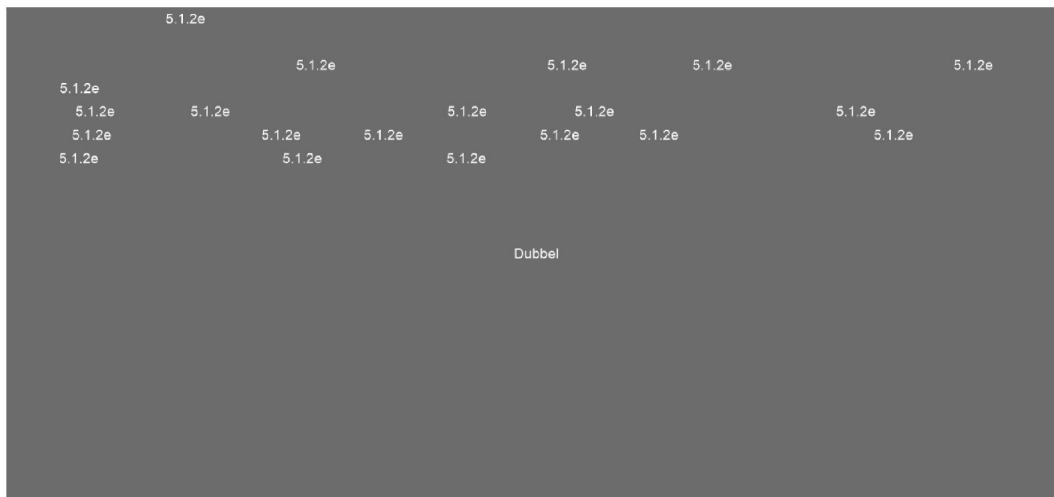 5.1.2e
5.1.2e 5.1.2e 5.1.2e 5.1.2e
5.1.2e
5.1.2e 5.1.2e 5.1.2e 5.1.2e 5.1.2e
5.1.2e 5.1.2e 5.1.2e 5.1.2e 5.1.2e 5.1.2e
5.1.2e 5.1.2e 5.1.2e
Dubbel